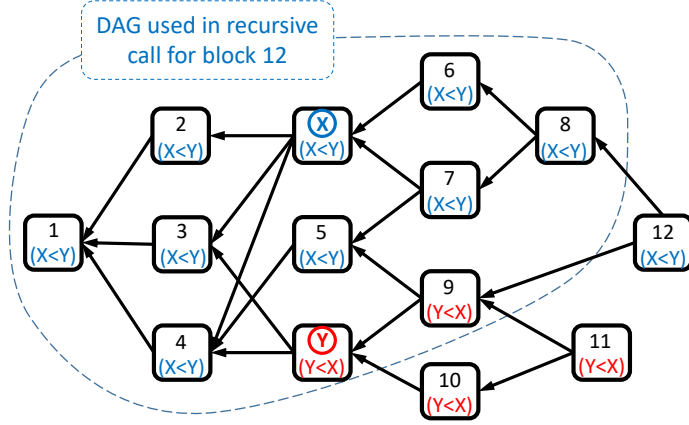 DAG used in recursive
call for block 12
1
(X<Y)
2
(X<Y)
3
(X<Y)
4
(X<Y)
X
(X<Y)
5
(X<Y)
Y
(Y<X)
6
(X<Y)
7
(X<Y)
9
(Y<X)
10
(Y<X)
8
(X<Y)
11
(Y<X)
12
(X<Y)